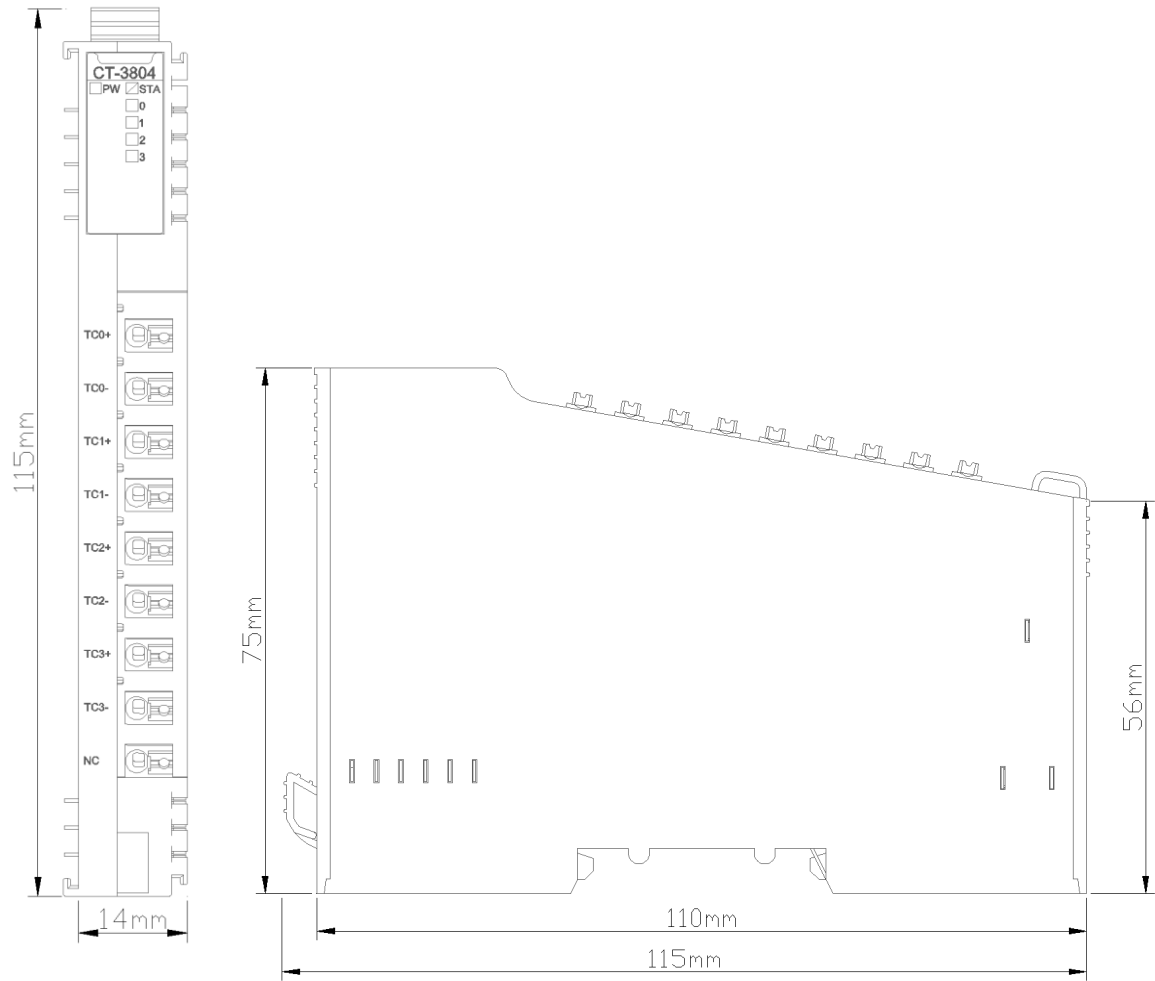 CT-3804
PW STA
0
1
2
3
TC0+
TC0-
TC1+
TC1-
TC2+
TC2-
TC3+
TC3-
NC
115mm
14mm
75mm
56mm
110mm
115mm